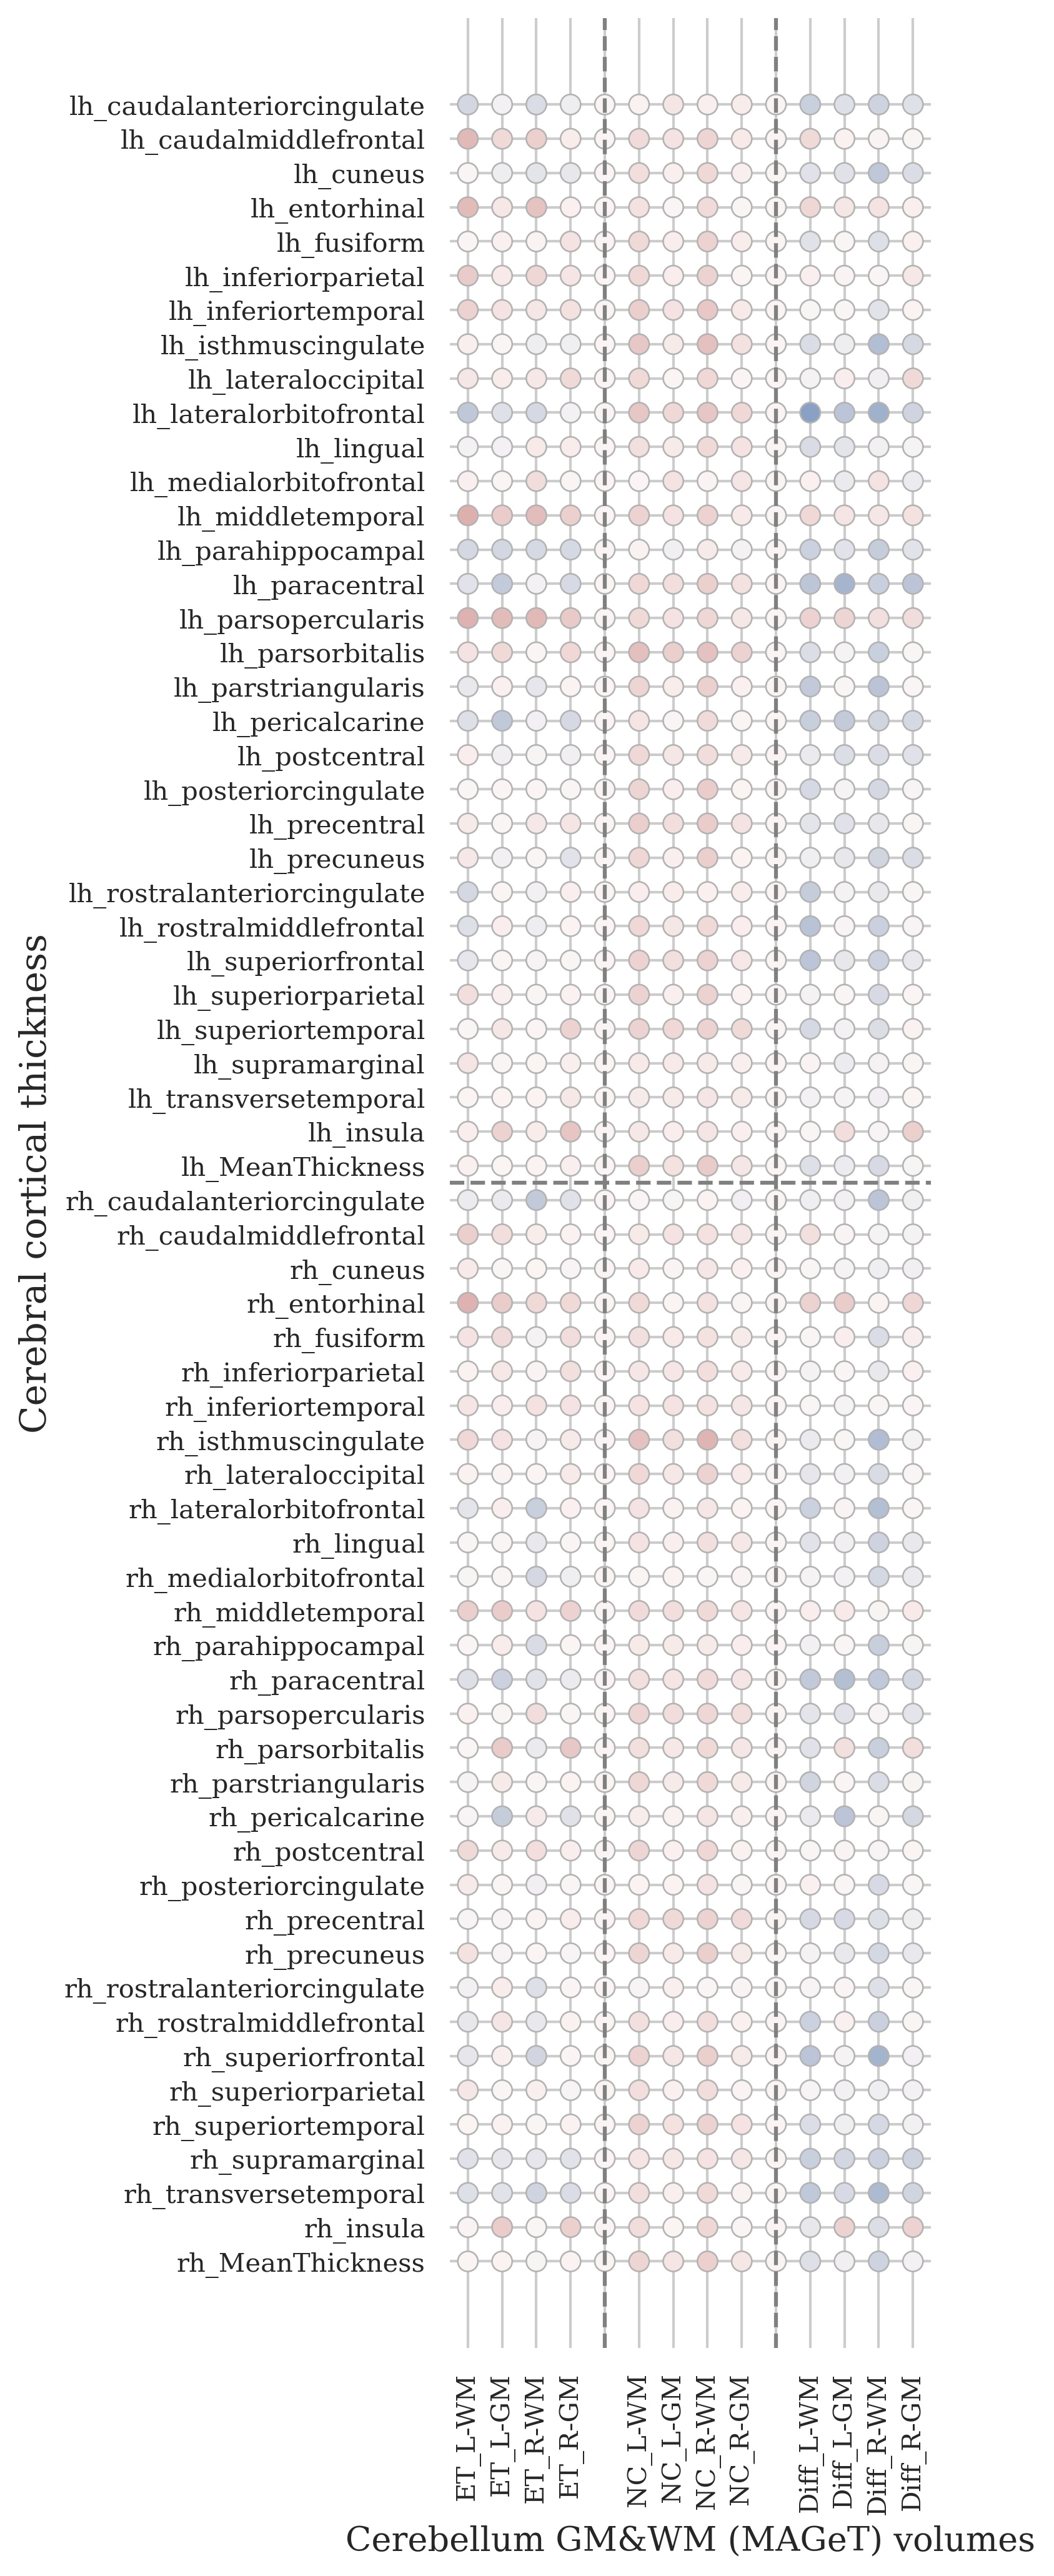 lh_caudalanteriorcingulate
lh_caudalmiddlefrontal
lh_cuneus
lh_entorhinal
lh_fusiform
lh_inferiorparietal
lh_inferiortemporal
lh_isthmuscingulate
lh_lateraloccipital
lh_lateralorbitofrontal
lh_lingual
lh_medialorbitofrontal
lh_middletemporal
lh_parahippocampal
lh_paracentral
lh_parsopercularis
lh_parsorbitalis
lh_parstriangularis
lh_pericalcarine
lh_postcentral
lh_posteriorcingulate
lh_precentral
lh_precuneus
lh_rostralanteriorcingulate
lh_rostralmiddlefrontal
lh_superiorfrontal
lh_superiorparietal
lh_superiortemporal
lh_supramarginal
lh_transversetemporal
lh_insula
lh_MeanThickness
rh_caudalanteriorcingulate
rh_caudalmiddlefrontal
rh_cuneus
rh_entorhinal
rh_fusiform
rh_inferiorparietal
rh_inferiortemporal
rh_isthmuscingulate
rh_lateraloccipital
rh_lateralorbitofrontal
rh_lingual
rh_medialorbitofrontal
rh_middletemporal
rh_parahippocampal
rh_paracentral
rh_parsopercularis
rh_parsorbitalis
rh_parstriangularis
rh_pericalcarine
rh_postcentral
rh_posteriorcingulate
rh_precentral
rh_precuneus
rh_rostralanteriorcingulate
rh_rostralmiddlefrontal
rh_superiorfrontal
rh_superiorparietal
rh_superiortemporal
rh_supramarginal
rh_transversetemporal
rh_insula
rh_MeanThickness
Cerebral cortical thickness
ET_L-WM
ET_L-GM
ET_R-WM
ET_R-GM
NC_L-WM
NC_L-GM
NC_R-WM
NC_R-GM
Diff_L-WM
Diff_L-GM
Diff_R-WM
Diff_R-GM
Cerebellum GM&WM (MAGeT) volumes